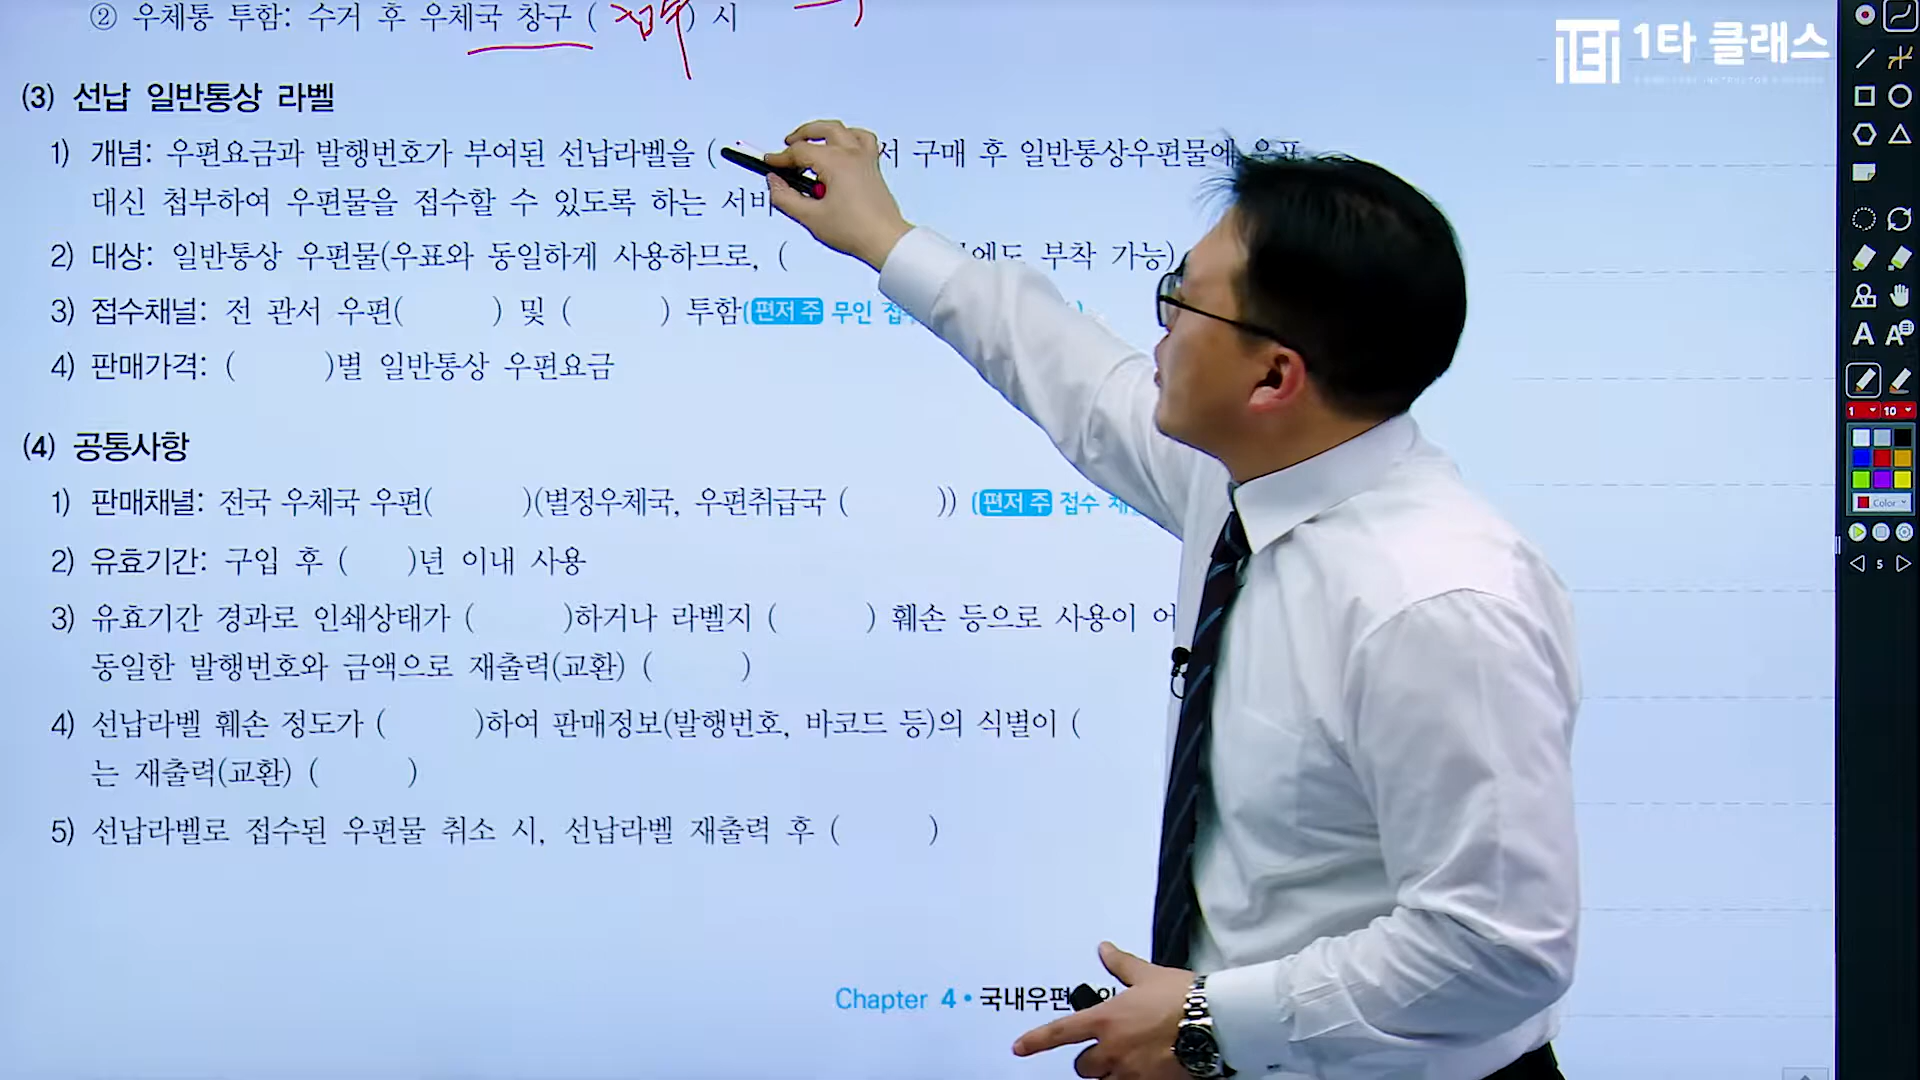 ② 우체통 투함: 수거 후 우체국 창구 ( 접수 ) 시
1타 클래스
(3) 선납 일반통상 라벨
1) 개념: 우편요금과 발행번호가 부여된 선납라벨을 ( 서 구매 후 일반통상우편물에 우표
대신 첩부하여 우편물을 접수할 수 있도록 하는 서비
2) 대상: 일반통상 우편물(우표와 동일하게 사용하므로, ( 에도 부착 가능)
3) 접수채널: 전 관서 우편( ) 및 ( ) 투함(편저 주 무인 접 )
4) 판매가격: ( )별 일반통상 우편요금
(4) 공통사항
1) 판매채널: 전국 우체국 우편( )(별정우체국, 우편취급국 ( )) (편저 주 접수 채
2) 유효기간: 구입 후 ( )년 이내 사용
3) 유효기간 경과로 인쇄상태가 ( )하거나 라벨지 ( ) 훼손 등으로 사용이 어
동일한 발행번호와 금액으로 재출력(교환) ( )
4) 선납라벨 훼손 정도가 ( )하여 판매정보(발행번호, 바코드 등)의 식별이 (
는 재출력(교환) ( )
5) 선납라벨로 접수된 우편물 취소 시, 선납라벨 재출력 후 ( )
Chapter 4 • 국내우편
1 10
Color
5